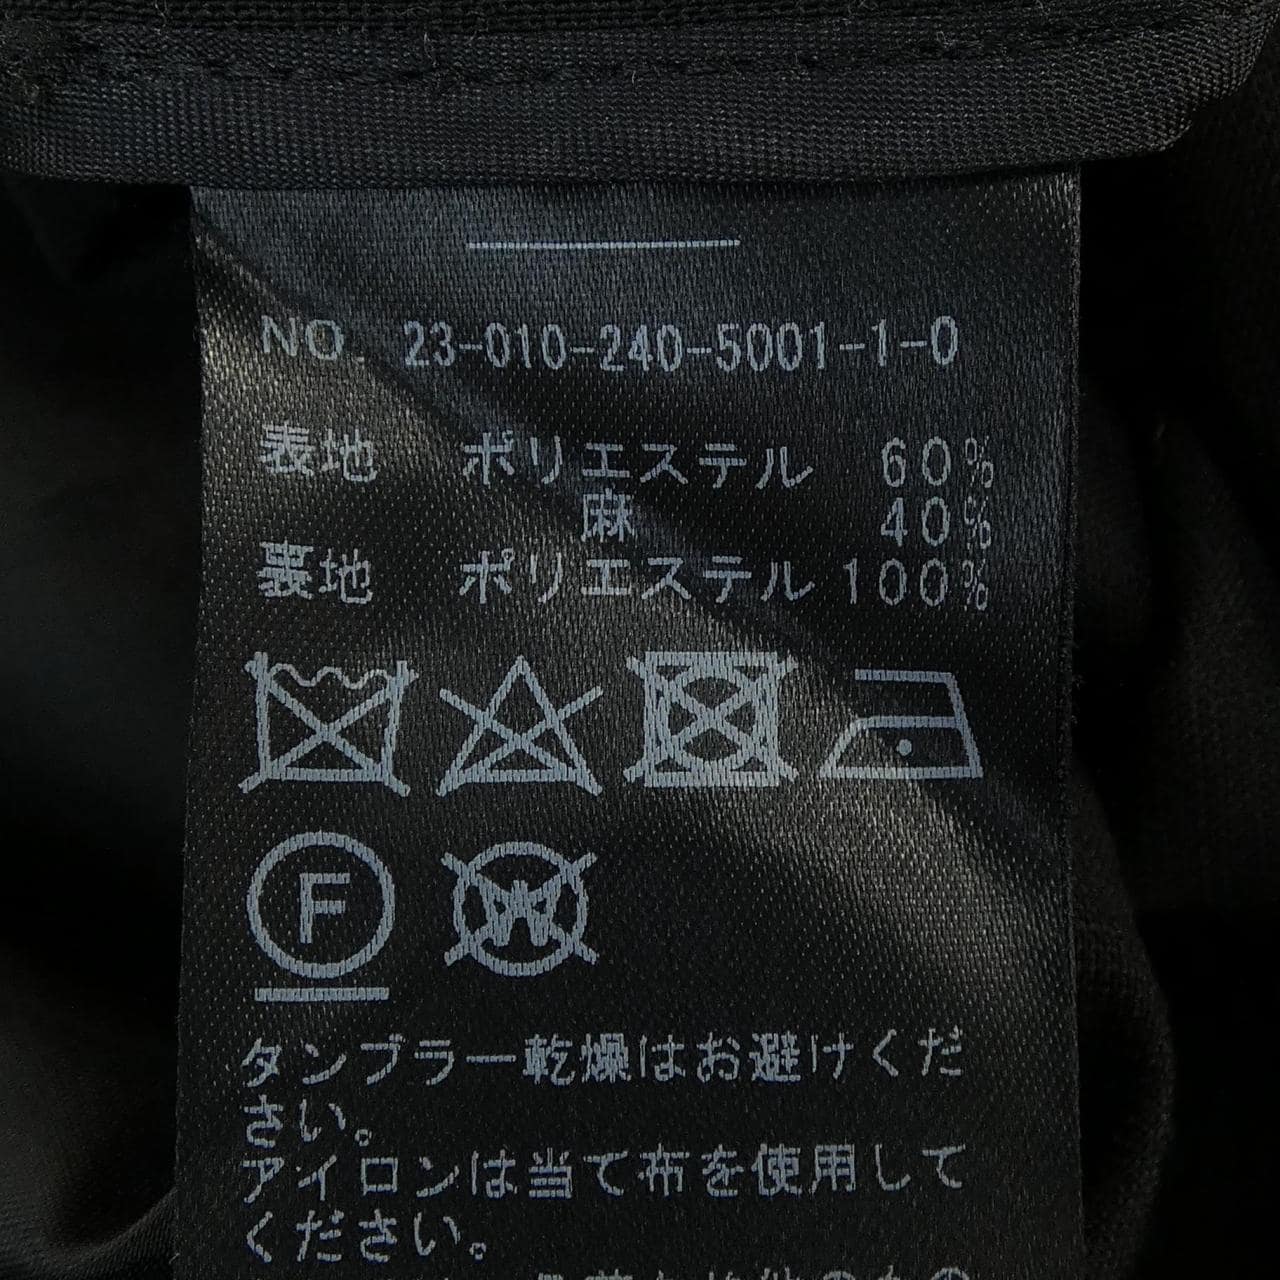 NO. 23-010-240-5001-1-0
表地 ポリエステル 60%
麻 40%
裏地 ポリエステル 100%
F
W
タンブラー乾燥はお避けくだ
さい。
アイロンは当て布を使用して
ください。